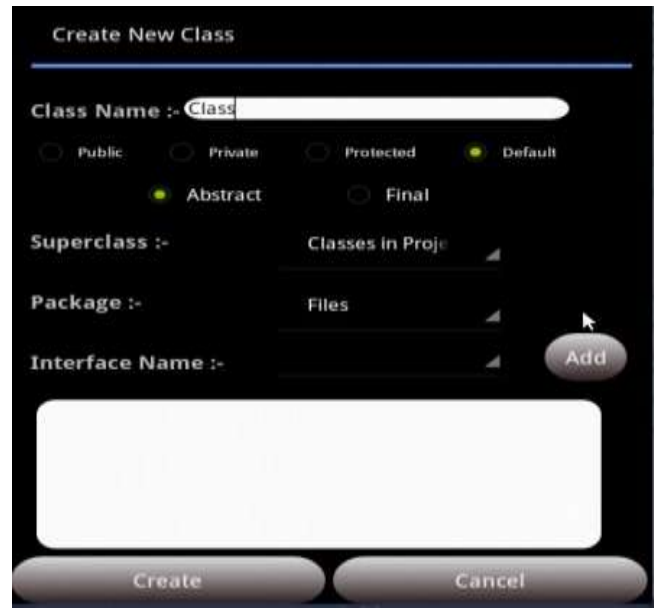 Create New Class
Class Name :- Class
Public Private Protected Default
Abstract Final
Superclass :- Classes in Proje
Package :- Files
Interface Name :-
Add
Create Cancel